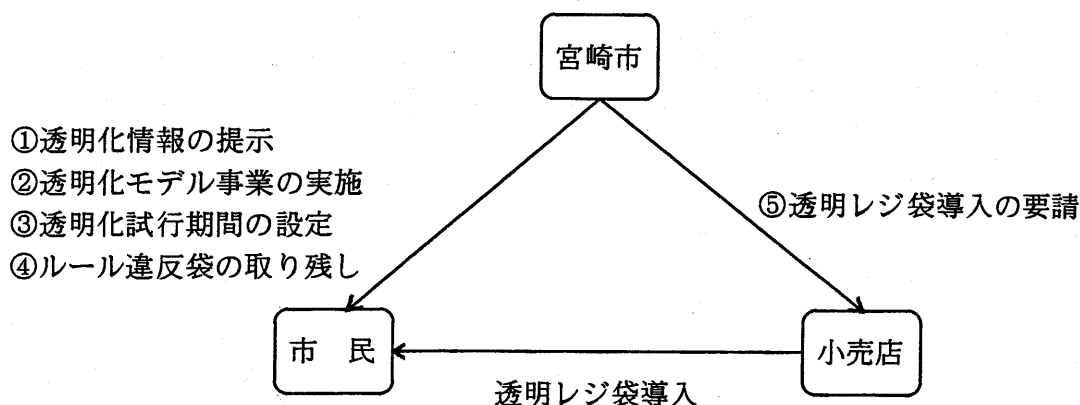 宮崎市
①透明化情報の提示
②透明化モデル事業の実施
③透明化試行期間の設定
④ルール違反袋の取り残し
⑤透明レジ袋導入の要請
市　民
小売店
透明レジ袋導入